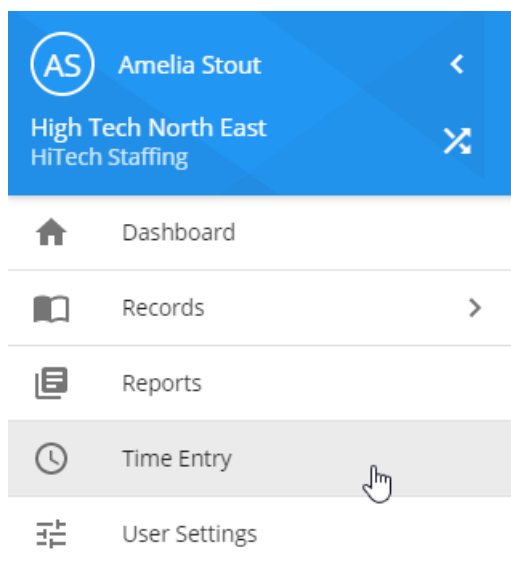 AS Amelia Stout
High Tech North East
HiTech Staffing
Dashboard
Records
Reports
Time Entry
User Settings